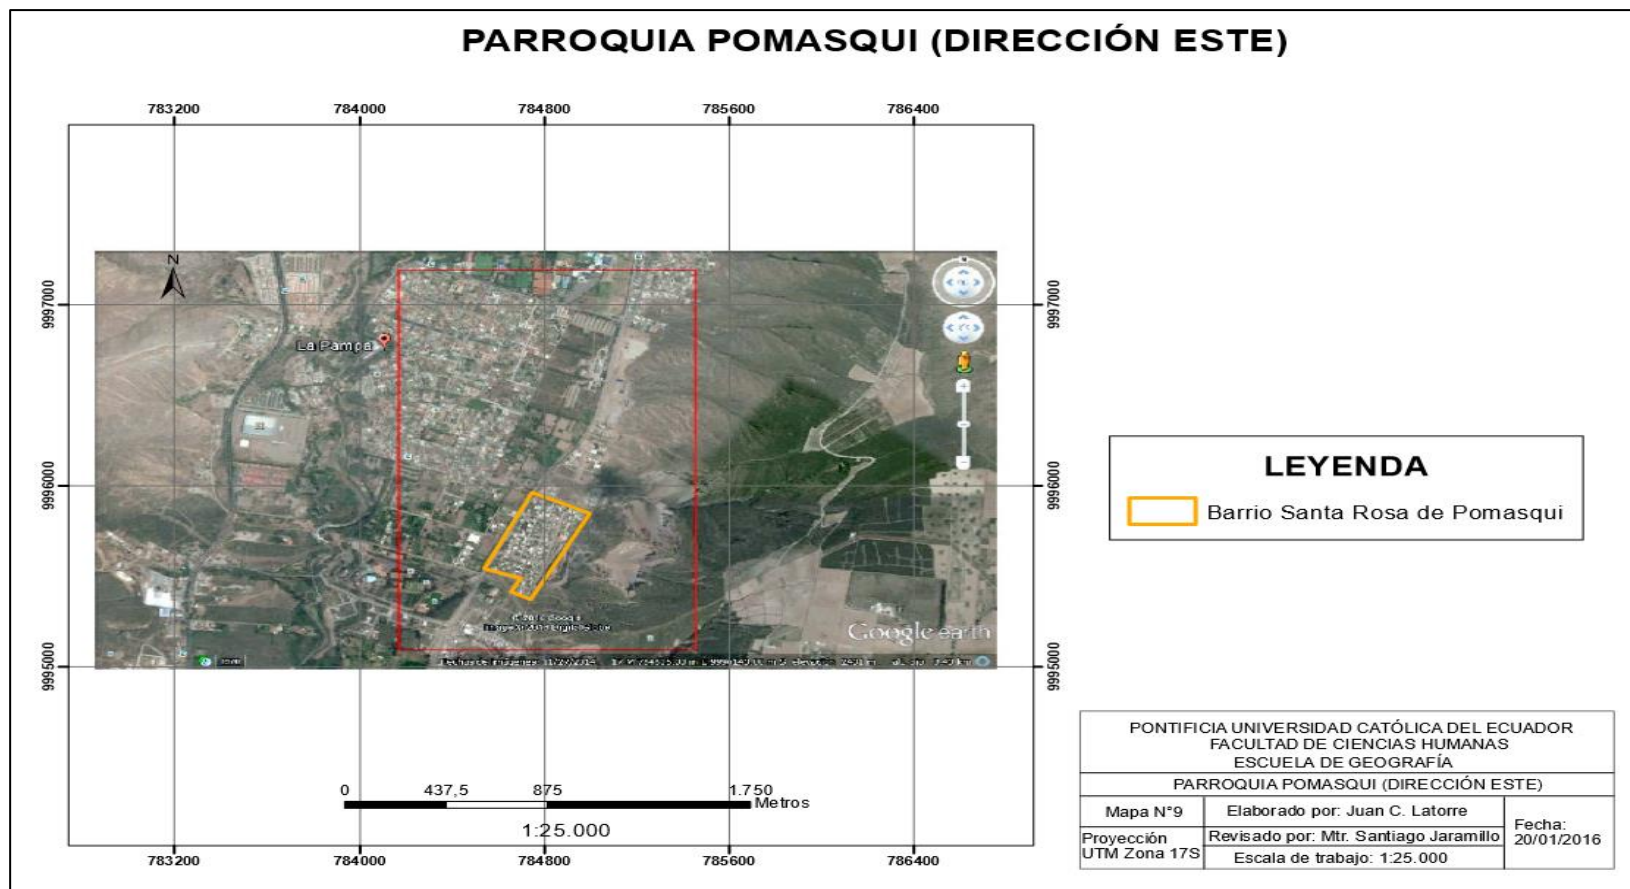 PARROQUIA POMASQUI (DIRECCIÓN ESTE)
783200 784000 784800 785600 786400
N
9997000 9997000
La Pampa
9996000 9996000
LEYENDA
Barrio Santa Rosa de Pomasqui
Google earth
9995000 9995000
0 437,5 875 1.750
Metros
1:25.000
783200 784000 784800 785600 786400
PONTIFICIA UNIVERSIDAD CATÓLICA DEL ECUADOR
FACULTAD DE CIENCIAS HUMANAS
ESCUELA DE GEOGRAFÍA
PARROQUIA POMASQUI (DIRECCIÓN ESTE)
Mapa N°9
Elaborado por: Juan C. Latorre
Fecha:
20/01/2016
Proyección
UTM Zona 17S
Revisado por: Mtr. Santiago Jaramillo
Escala de trabajo: 1:25.000